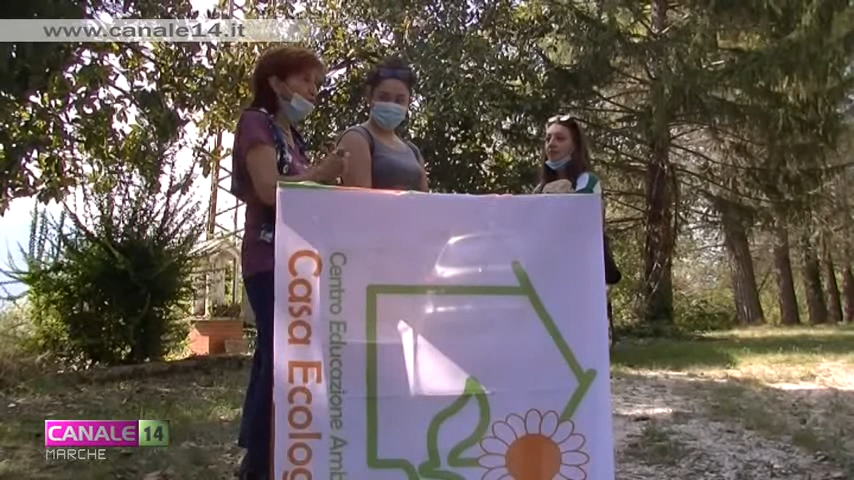 www.canale14.it
Centro Educazione Amb
Casa Ecolog
CANALE 14
MARCHE